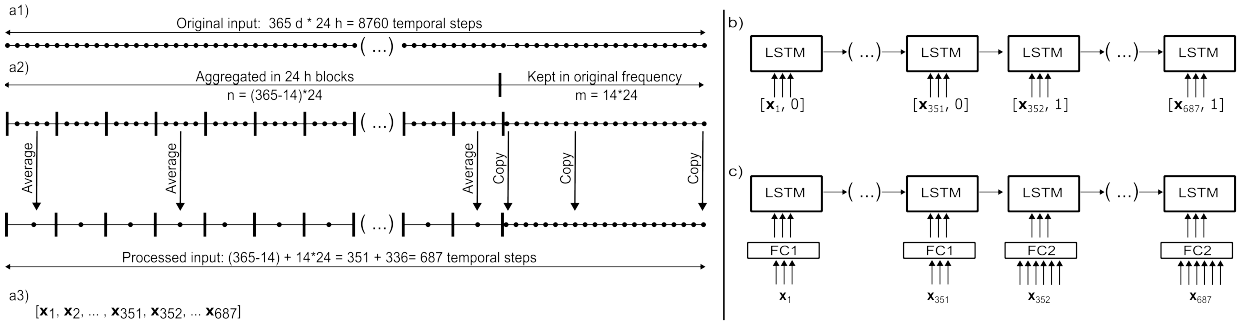 a1)
Original input: 365 d * 24 h = 8760 temporal steps
( ... )
a2)
Aggregated in 24 h blocks
Kept in original frequency
n = (365-14)*24
m = 14*24
( ... )
Average
Average
Average
Copy
Copy
Copy
( ... )
Processed input: (365-14) + 14*24 = 351 + 336= 687 temporal steps
a3)
[x1, x2, ... , x351, x352, ... x687]
b)
LSTM ( ... ) LSTM LSTM ( ... ) LSTM
[x1, 0] [x351, 0] [x352, 1] [x687, 1]
c)
LSTM ( ... ) LSTM LSTM ( ... ) LSTM
FC1 FC1 FC2 FC2
x1 x351 x352 x687